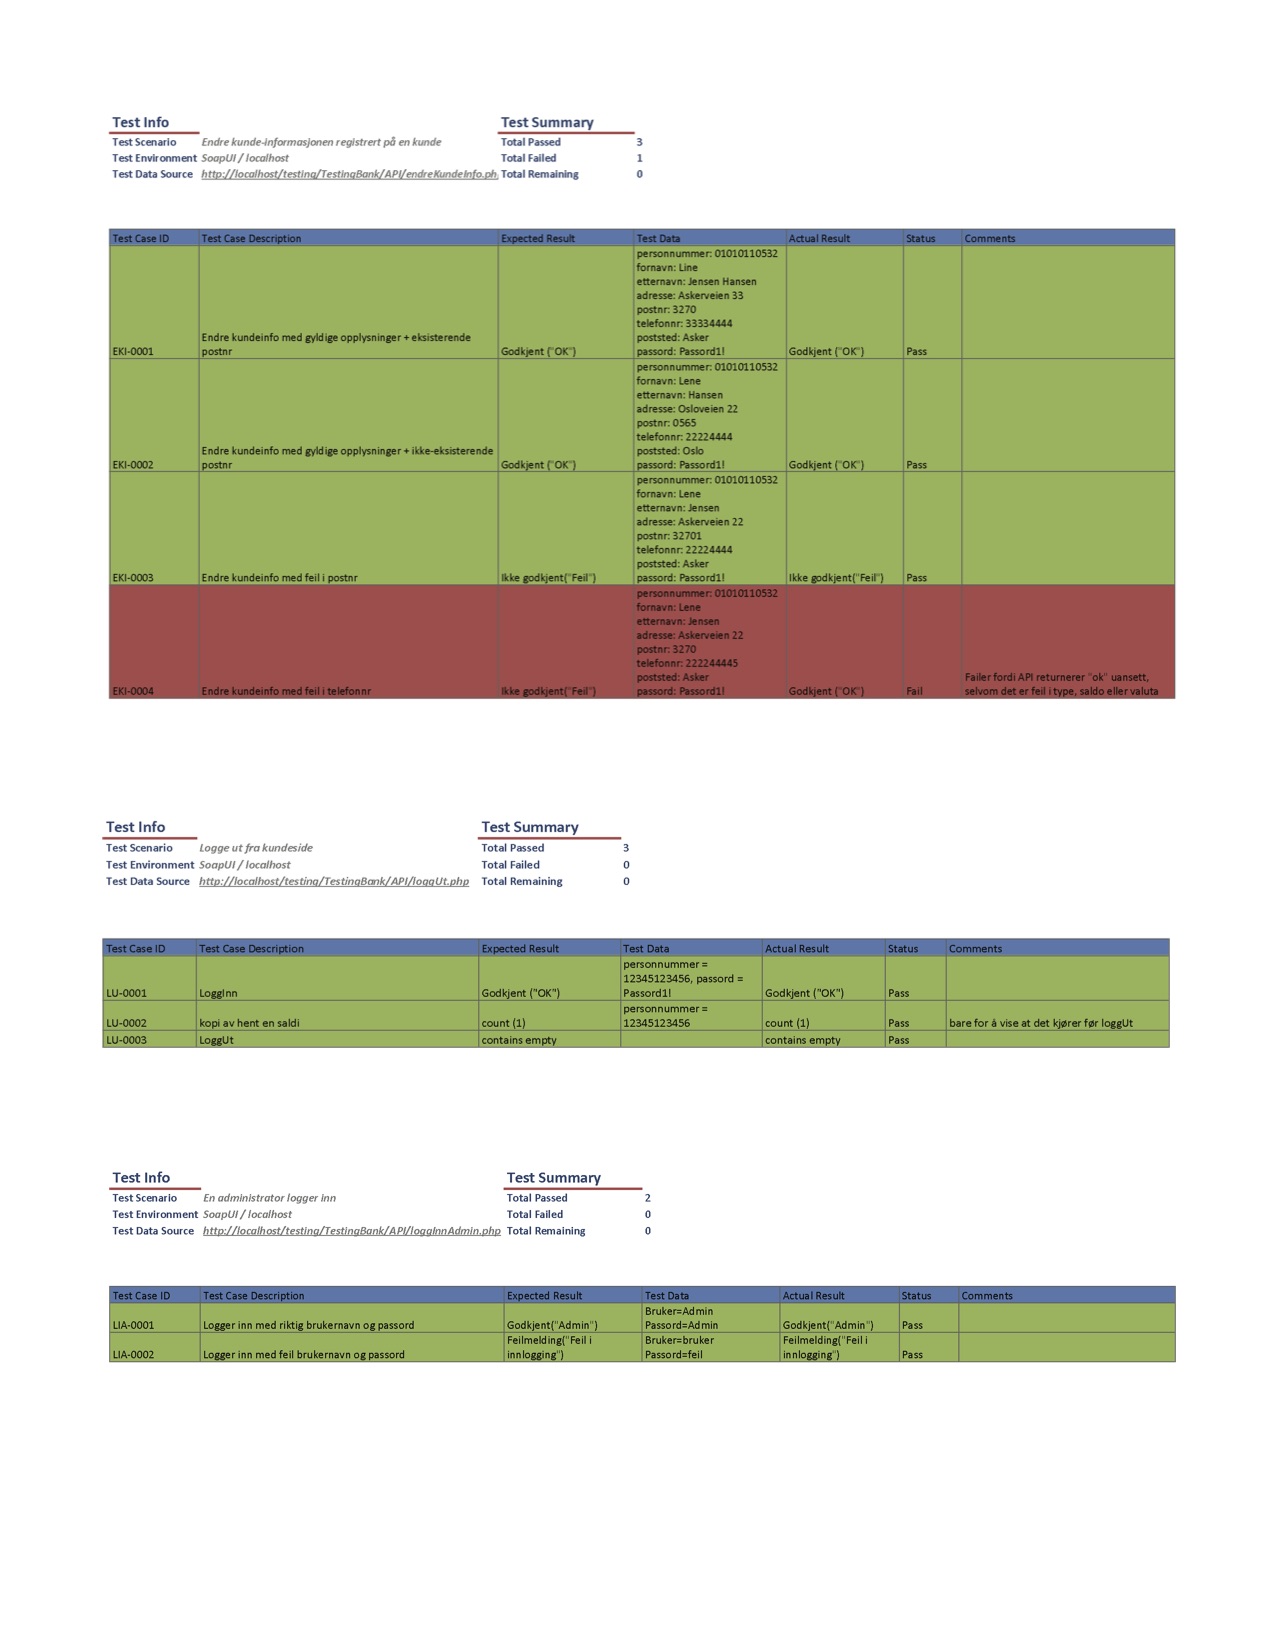 Test Info Test Summary
Test Scenario Endre kunde-informasjonen registrert på en kunde Total Passed 3
Test Environment SoapUI / localhost Total Failed 1
Test Data Source http://localhost/testing/TestingBank/API/endreKundeInfo.ph Total Remaining 0
Test Case ID Test Case Description Expected Result Test Data Actual Result Status Comments
personnummer: 01010110532
fornavn: Line
etternavn: Jensen Hansen
adresse: Askerveien 33
postnr: 3270
telefonnr: 33334444
Endre kundeinfo med gyldige opplysninger + eksisterende poststed: Asker
EKI-0001 postnr Godkjent ("OK") passord: Passord1! Godkjent ("OK") Pass
personnummer: 01010110532
fornavn: Lene
etternavn: Hansen
adresse: Osloveien 22
postnr: 0565
telefonnr: 22224444
Endre kundeinfo med gyldige opplysninger + ikke-eksisterende poststed: Oslo
EKI-0002 postnr Godkjent ("OK") passord: Passord1! Godkjent ("OK") Pass
personnummer: 01010110532
fornavn: Lene
etternavn: Jensen
adresse: Askerveien 22
postnr: 32701
telefonnr: 22224444
poststed: Asker
EKI-0003 Endre kundeinfo med feil i postnr Ikke godkjent("Feil") passord: Passord1! Ikke godkjent("Feil") Pass
personnummer: 01010110532
fornavn: Lene
etternavn: Jensen
adresse: Askerveien 22
postnr: 3270
telefonnr: 222244445
poststed: Asker Failer fordi API returnerer "ok" uansett,
EKI-0004 Endre kundeinfo med feil i telefonnr Ikke godkjent("Feil") passord: Passord1! Godkjent ("OK") Fail selvom det er feil i type, saldo eller valuta
Test Info Test Summary
Test Scenario Logge ut fra kundeside Total Passed 3
Test Environment SoapUI / localhost Total Failed 0
Test Data Source http://localhost/testing/TestingBank/API/loggUt.php Total Remaining 0
Test Case ID Test Case Description Expected Result Test Data Actual Result Status Comments
personnummer =
12345123456, passord =
LU-0001 LoggInn Godkjent ("OK") Passord1! Godkjent ("OK") Pass
personnummer =
LU-0002 kopi av hent en saldi count (1) 12345123456 count (1) Pass bare for å vise at det kjører før loggUt
LU-0003 LoggUt contains empty contains empty Pass
Test Info Test Summary
Test Scenario En administrator logger inn Total Passed 2
Test Environment SoapUI / localhost Total Failed 0
Test Data Source http://localhost/testing/TestingBank/API/loggInnAdmin.php Total Remaining 0
Test Case ID Test Case Description Expected Result Test Data Actual Result Status Comments
Bruker=Admin
LIA-0001 Logger inn med riktig brukernavn og passord Godkjent("Admin") Passord=Admin Godkjent("Admin") Pass
Feilmelding("Feil i Bruker=bruker Feilmelding("Feil i
LIA-0002 Logger inn med feil brukernavn og passord innlogging") Passord=feil innlogging") Pass